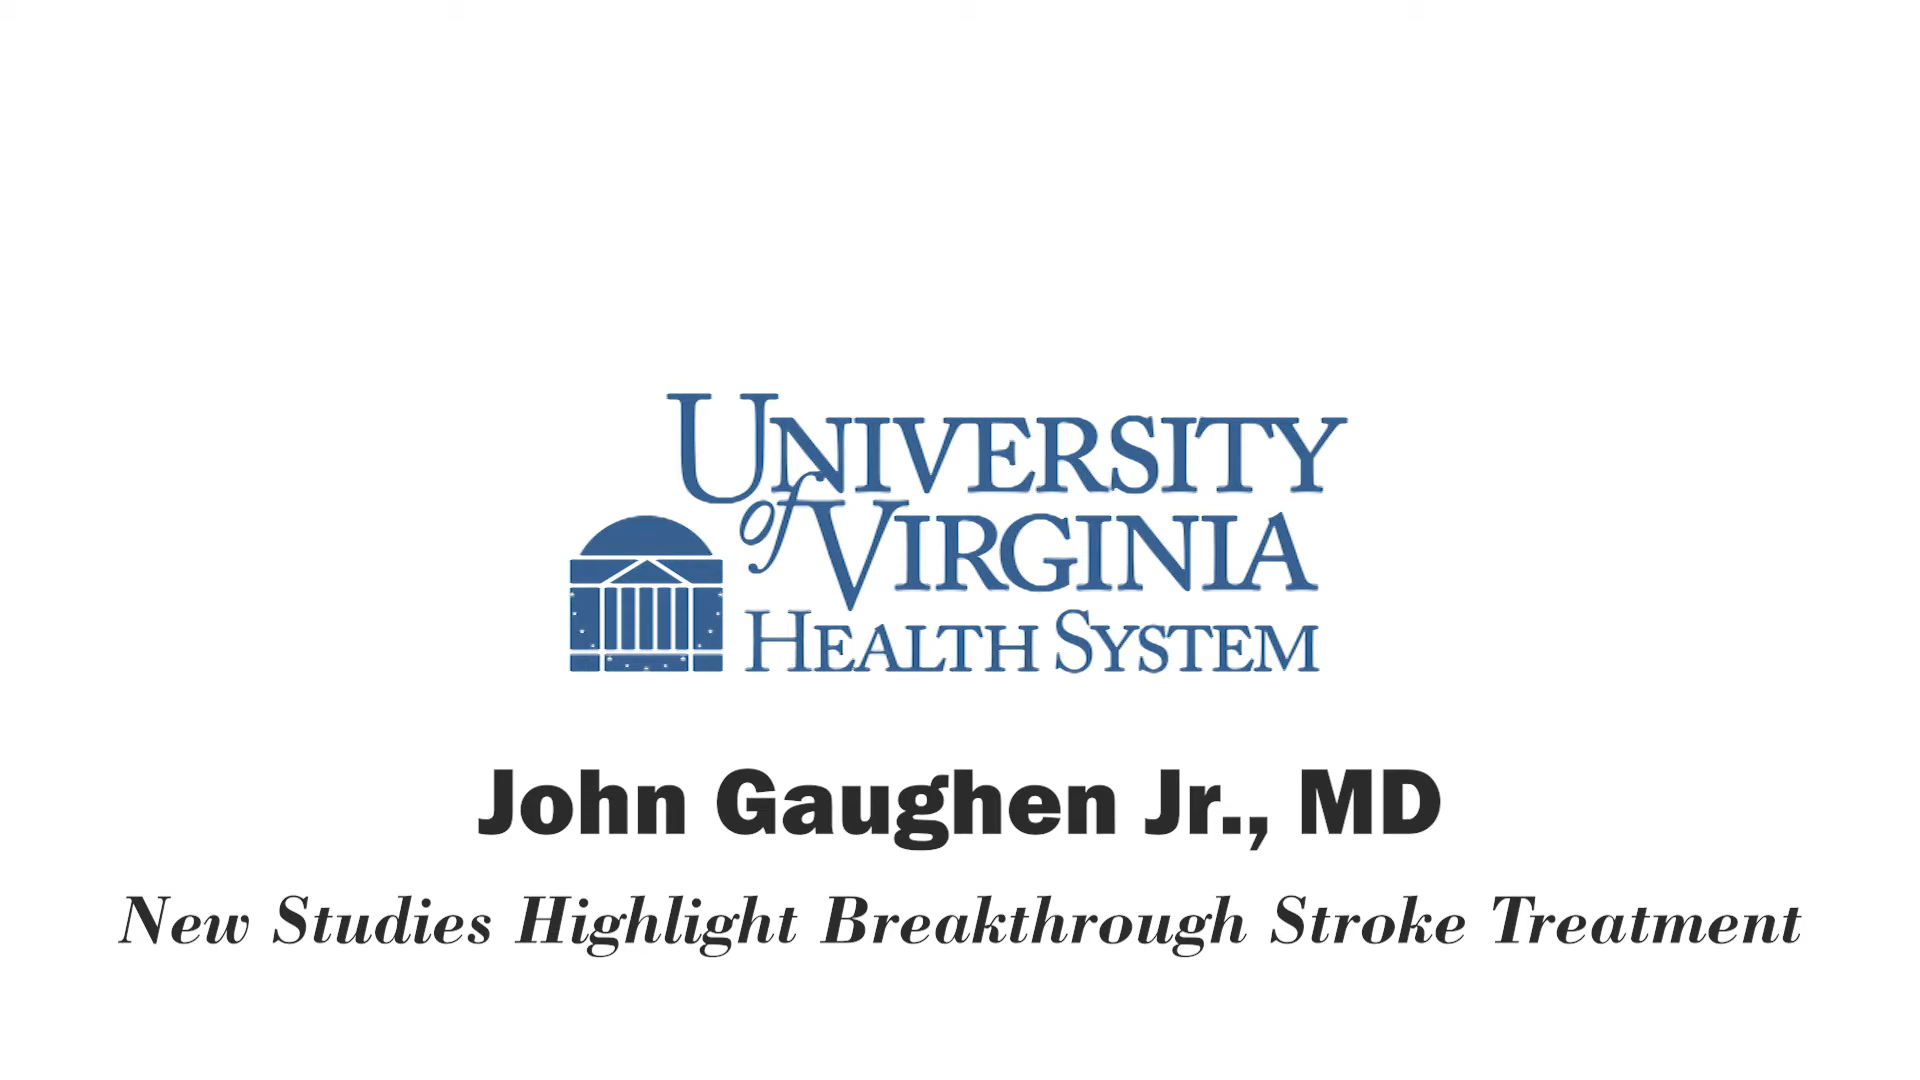 UNIVERSITY
of VIRGINIA
HEALTH SYSTEM
John Gaughen Jr., MD
New Studies Highlight Breakthrough Stroke Treatment